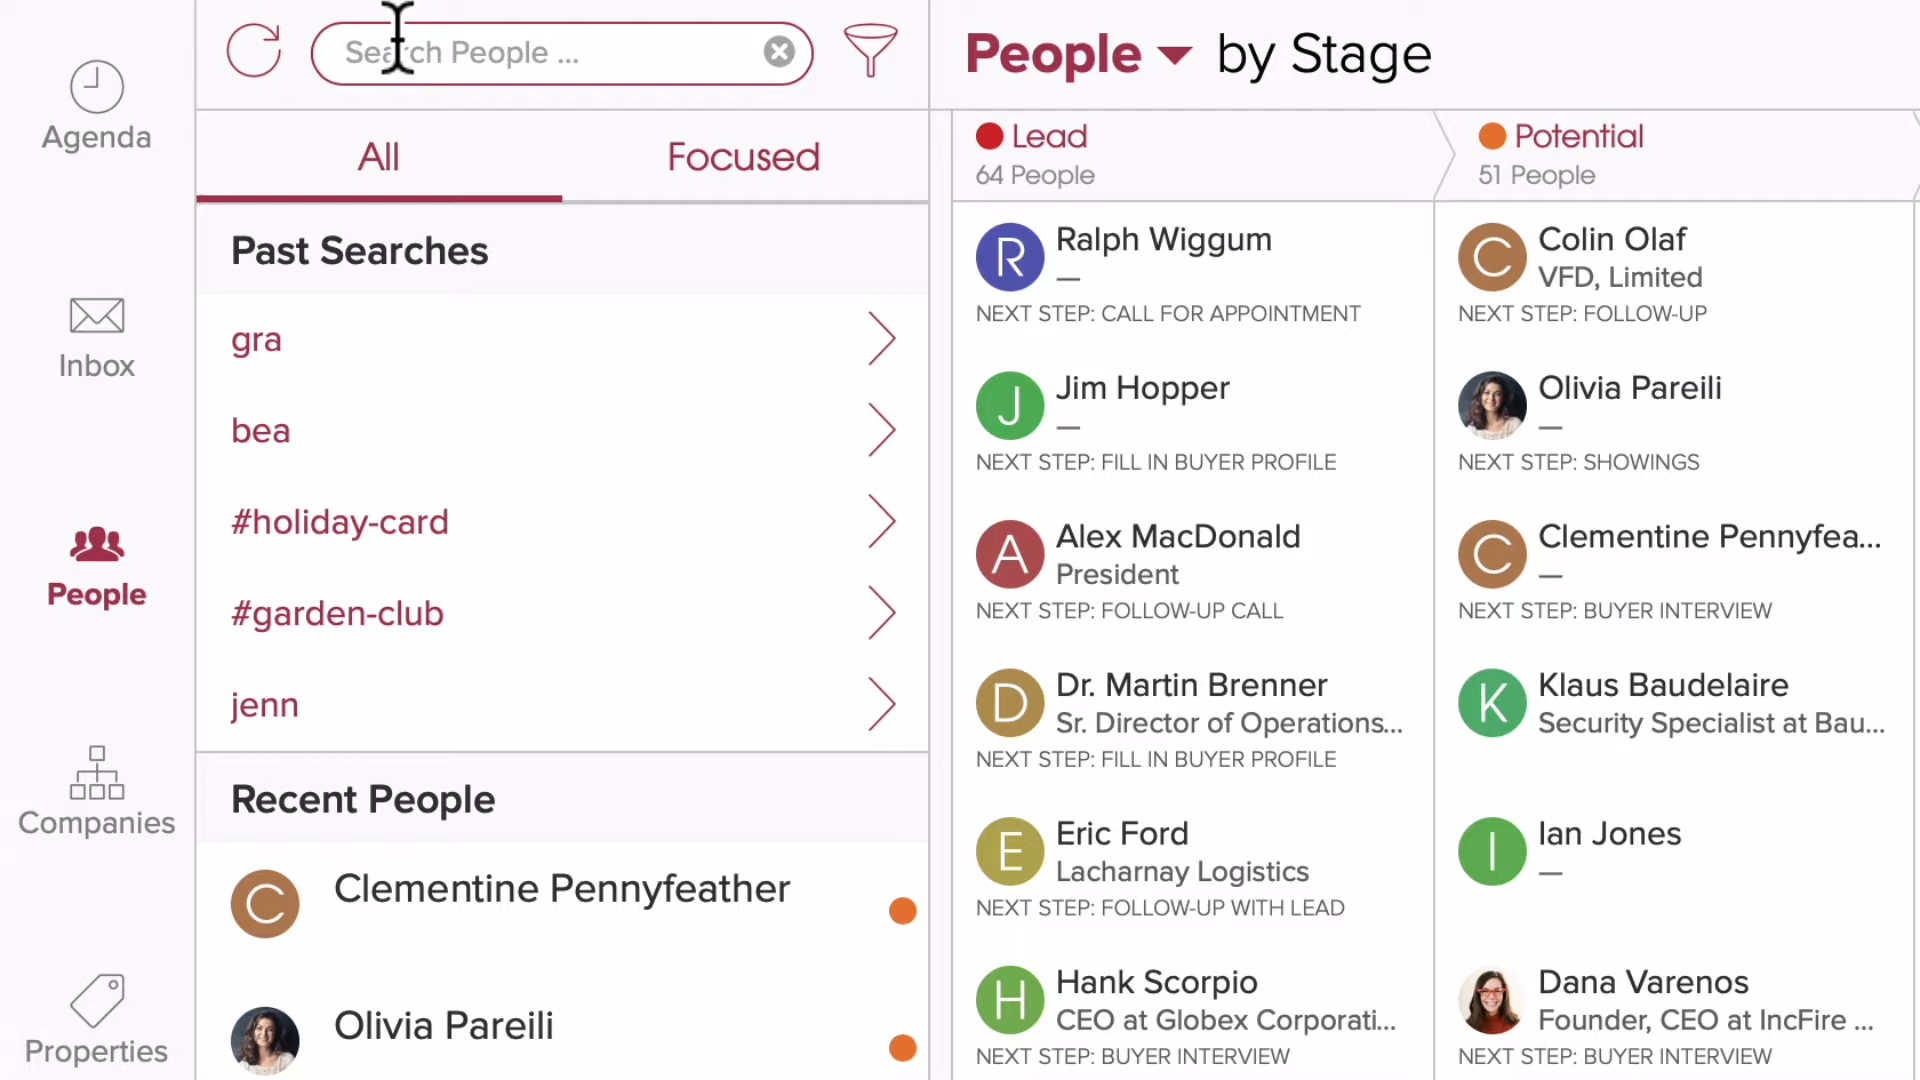 Agenda
Inbox
People
Companies
Properties
Search People ...
All
Focused
Past Searches
gra
bea
#holiday-card
#garden-club
jenn
Recent People
C
Clementine Pennyfeather
Olivia Pareili
People by Stage
Lead
64 People
R
Ralph Wiggum
—
NEXT STEP: CALL FOR APPOINTMENT
J
Jim Hopper
—
NEXT STEP: FILL IN BUYER PROFILE
A
Alex MacDonald
President
NEXT STEP: FOLLOW-UP CALL
D
Dr. Martin Brenner
Sr. Director of Operations...
NEXT STEP: FILL IN BUYER PROFILE
E
Eric Ford
Lacharnay Logistics
NEXT STEP: FOLLOW-UP WITH LEAD
H
Hank Scorpio
CEO at Globex Corporati...
NEXT STEP: BUYER INTERVIEW
Potential
51 People
C
Colin Olaf
VFD, Limited
NEXT STEP: FOLLOW-UP
Olivia Pareili
—
NEXT STEP: SHOWINGS
C
Clementine Pennyfea...
—
NEXT STEP: BUYER INTERVIEW
K
Klaus Baudelaire
Security Specialist at Bau...
I
Ian Jones
—
Dana Varenos
Founder, CEO at IncFire ...
NEXT STEP: BUYER INTERVIEW